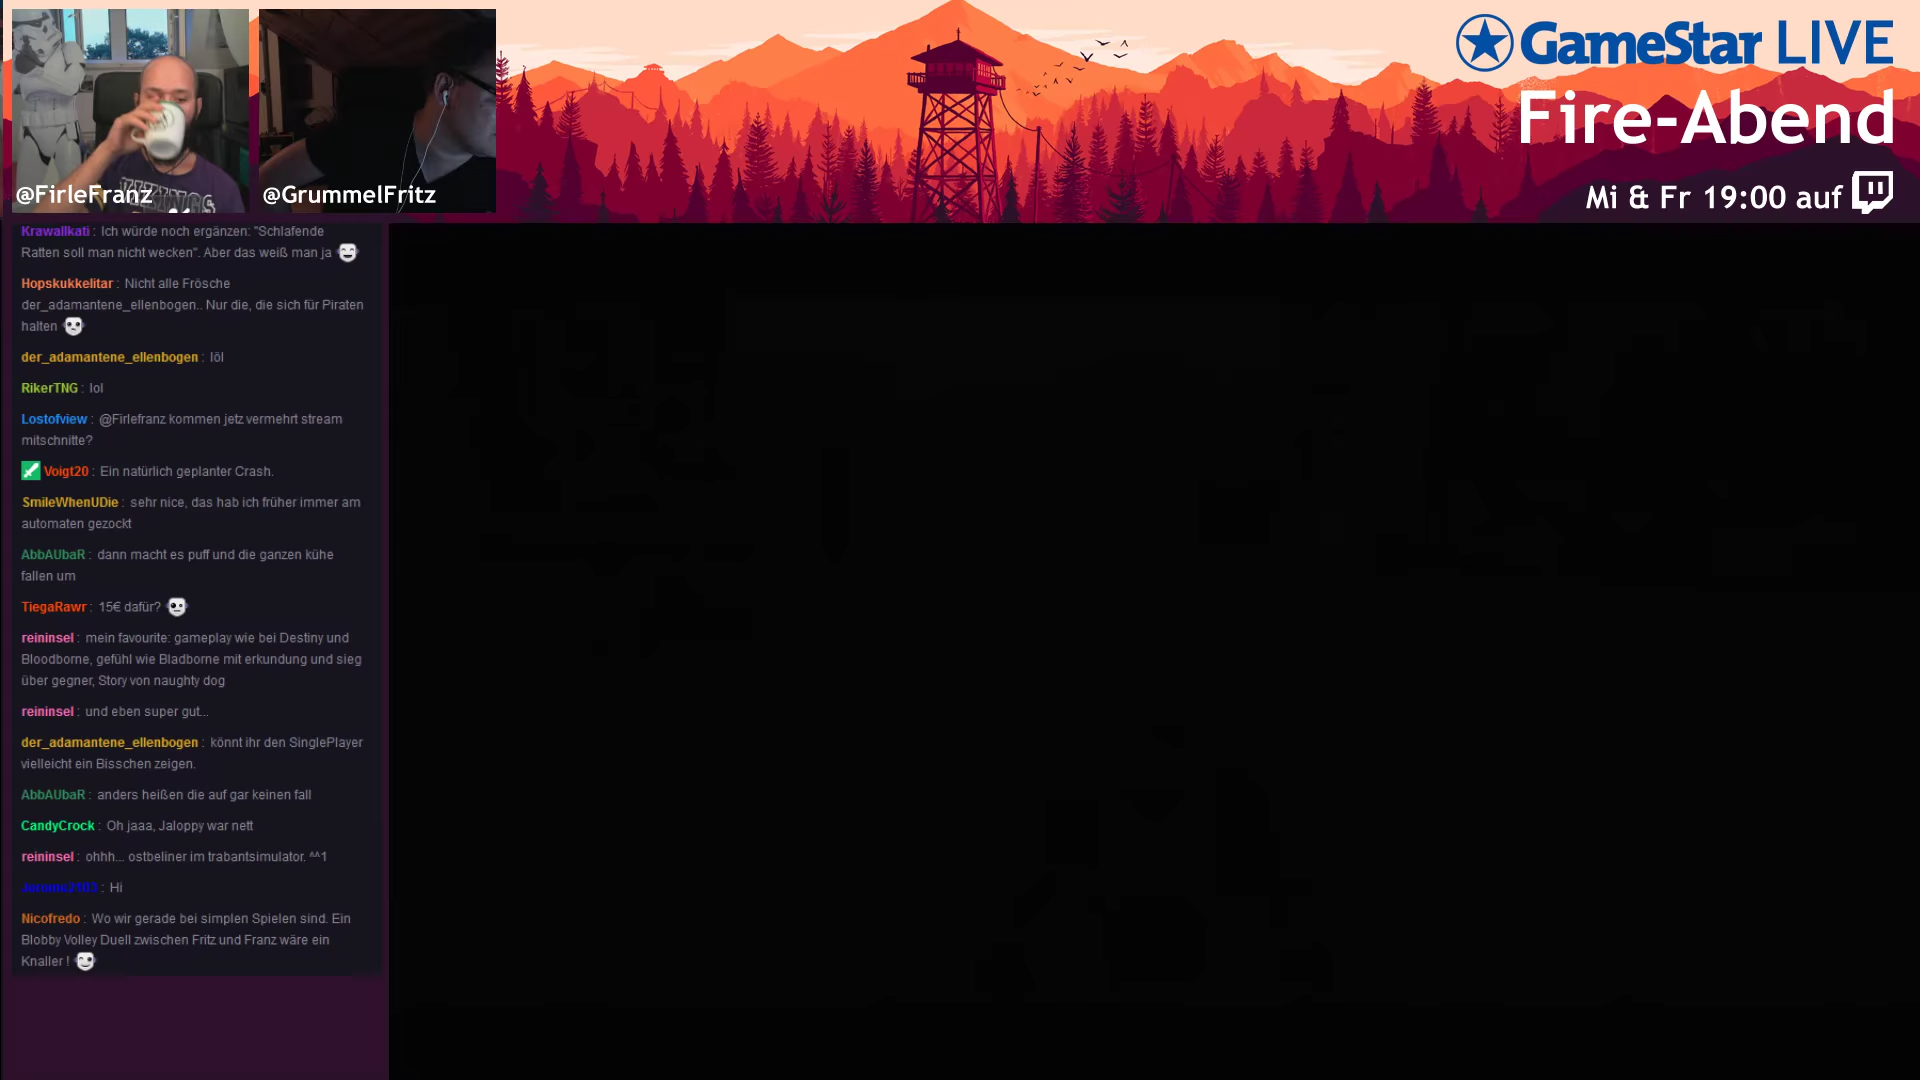 GameStar LIVE
Fire-Abend
Mi & Fr 19:00 auf
@FirleFranz
@GrummelFritz
Krawallkati : Ich würde noch ergänzen: "Schlafende
Ratten soll man nicht wecken". Aber das weiß man ja
Hopskukkelitar : Nicht alle Frösche
der_adamantene_ellenbogen.. Nur die, die sich für Piraten
halten
der_adamantene_ellenbogen : löl
RikerTNG : lol
Lostofview : @Firlefranz kommen jetz vermehrt stream
mitschnitte?
Voigt20 : Ein natürlich geplanter Crash.
SmileWhenUDie : sehr nice, das hab ich früher immer am
automaten gezockt
AbbAUbaR : dann macht es puff und die ganzen kühe
fallen um
TiegaRawr : 15€ dafür?
reininsel : mein favourite: gameplay wie bei Destiny und
Bloodborne, gefühl wie Bladborne mit erkundung und sieg
über gegner, Story von naughty dog
reininsel : und eben super gut...
der_adamantene_ellenbogen : könnt ihr den SinglePlayer
vielleicht ein Bisschen zeigen.
AbbAUbaR : anders heißen die auf gar keinen fall
CandyCrock : Oh jaaa, Jaloppy war nett
reininsel : ohhh... ostbeliner im trabantsimulator. ^^1
: Hi
Nicofredo : Wo wir gerade bei simplen Spielen sind. Ein
Blobby Volley Duell zwischen Fritz und Franz wäre ein
Knaller !